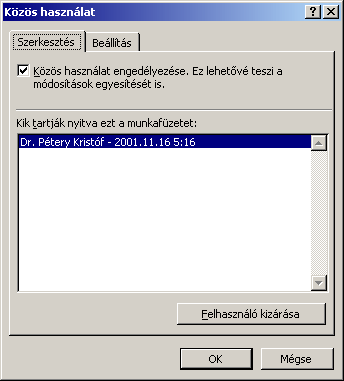 Közös használat
Szerkesztés Beállítás
Közös használat engedélyezése. Ez lehetővé teszi a
módosítások egyesítését is.
Kik tartják nyitva ezt a munkafüzetet:
Dr. Pétery Kristóf - 2001.11.16 5:16
Felhasználó kizárása
OK Mégse